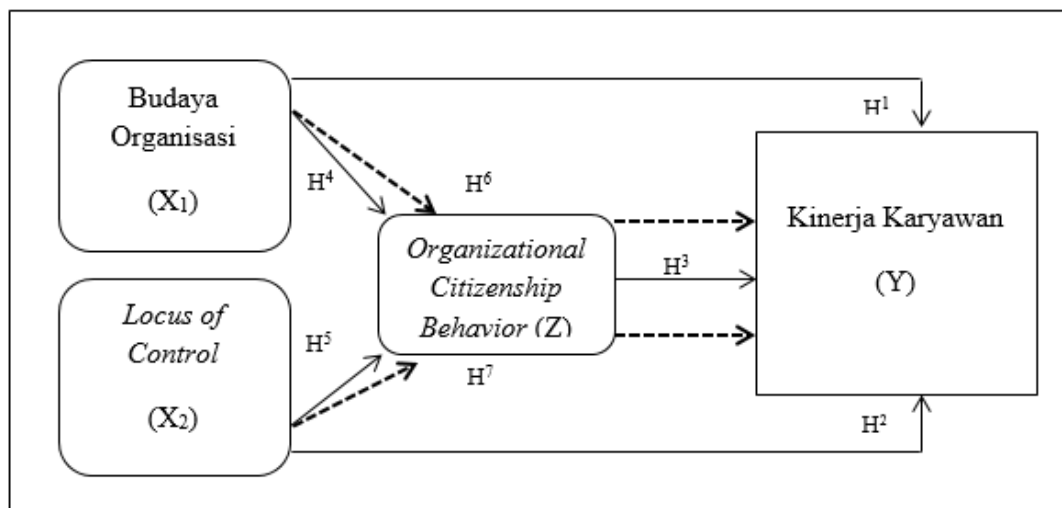 Budaya
Organisasi
(X₁)
H⁴
H⁶
H¹
Organizational
Citizenship
Behavior (Z)
H³
Kinerja Karyawan
(Y)
Locus of
Control
(X₂)
H⁵
H⁷
H²